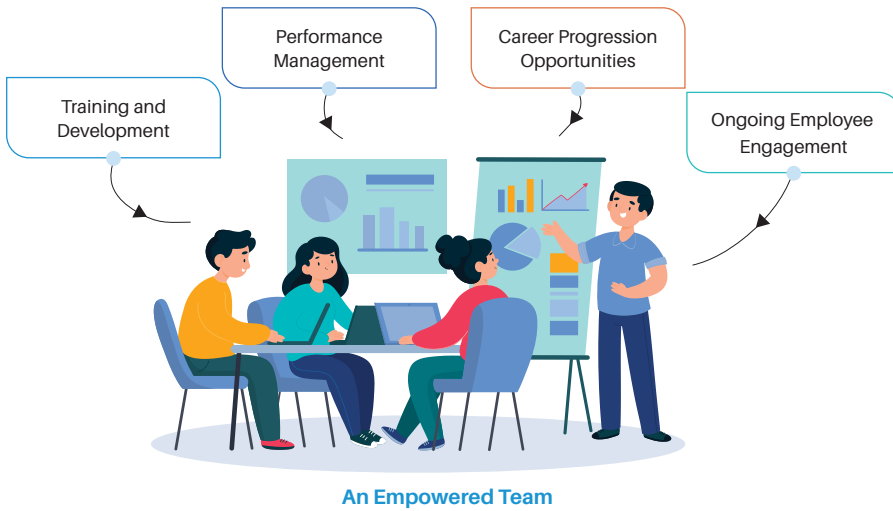 Training and
Development
Performance
Management
Career Progression
Opportunities
Ongoing Employee
Engagement
An Empowered Team